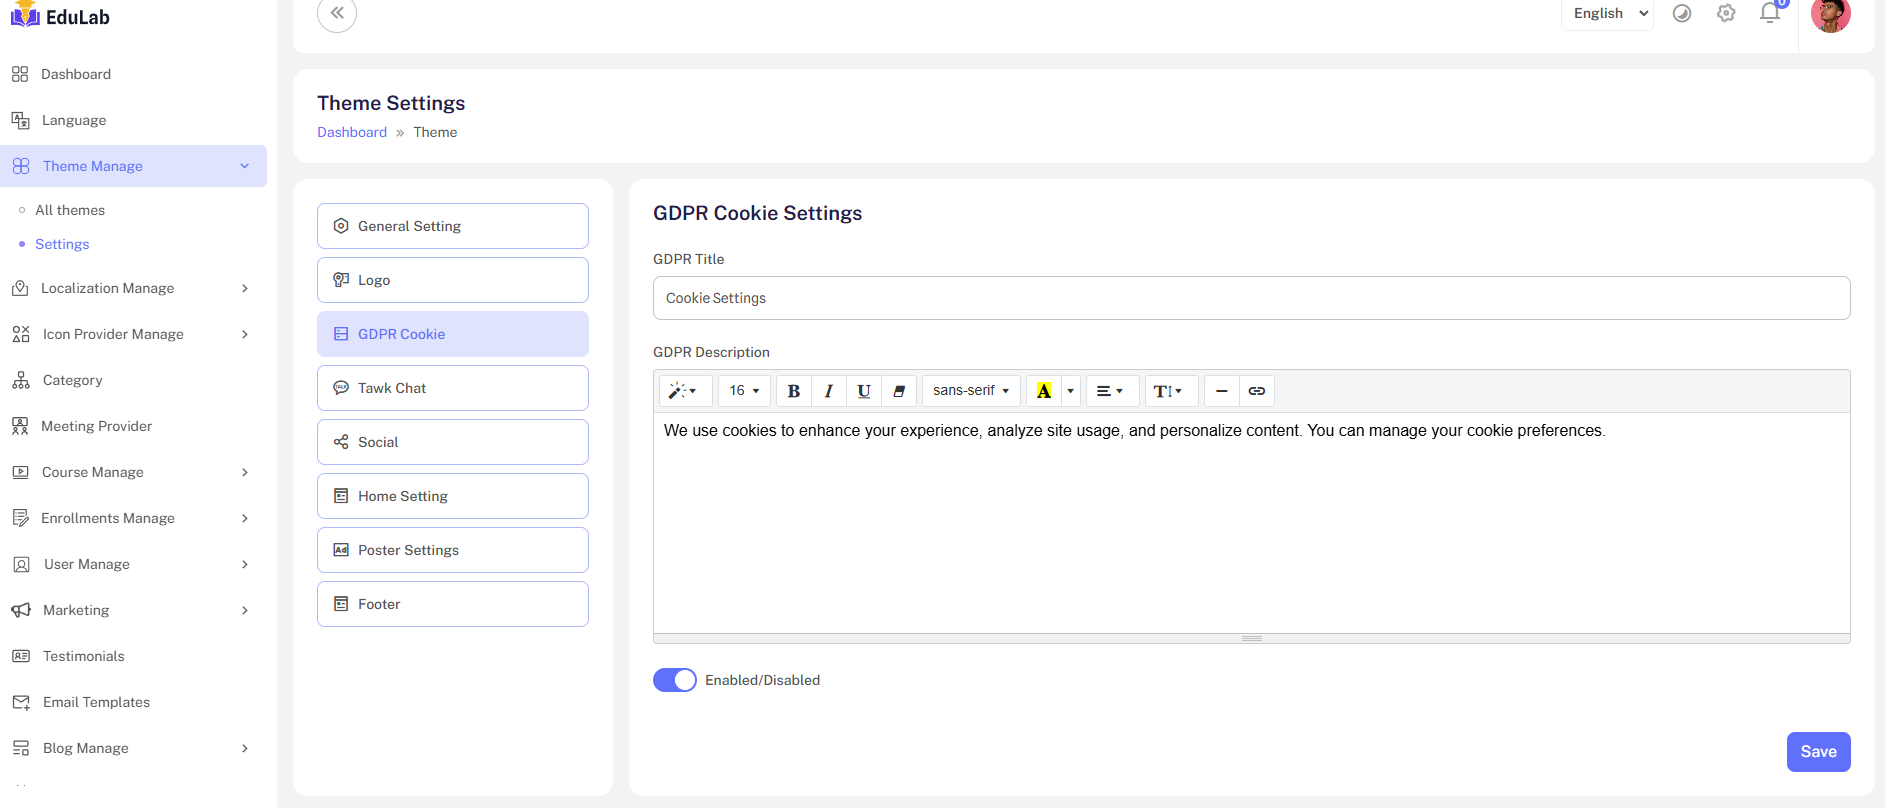 EduLab
Dashboard
Language
Theme Manage
All themes
Settings
Localization Manage
Icon Provider Manage
Category
Meeting Provider
Course Manage
Enrollments Manage
User Manage
Marketing
Testimonials
Email Templates
Blog Manage
English
0
Theme Settings
Dashboard » Theme
General Setting
Logo
GDPR Cookie
Tawk Chat
Social
Home Setting
Poster Settings
Footer
GDPR Cookie Settings
GDPR Title
Cookie Settings
GDPR Description
16 B I U sans-serif A T
We use cookies to enhance your experience, analyze site usage, and personalize content. You can manage your cookie preferences.
Enabled/Disabled
Save